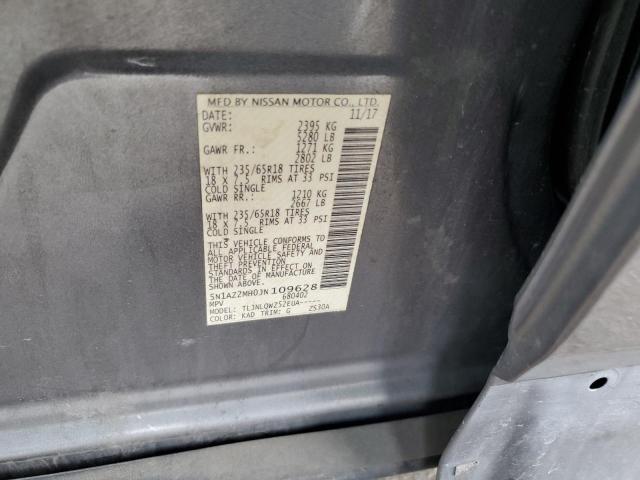 MFD BY NISSAN MOTOR CO., LTD.
DATE: 11/17
GVWR: 2395 KG
5280 LB
GAWR FR.: 1271 KG
2802 LB
WITH 235/65R18 TIRES
18 X 7.5 RIMS AT 33 PSI
COLD SINGLE
GAWR RR.: 1210 KG
2667 LB
WITH 235/65R18 TIRES
18 X 7.5 RIMS AT 33 PSI
COLD SINGLE
THIS VEHICLE CONFORMS TO
ALL APPLICABLE FEDERAL
MOTOR VEHICLE SAFETY AND
THEFT PREVENTION STANDARDS
IN EFFECT ON THE
DATE OF MANUFACTURE
5N1AZ2MH0JN109628
MPV 680402
MODEL: TLJNLQWZ52EUA-----
COLOR: KAD TRIM: G ZS30A